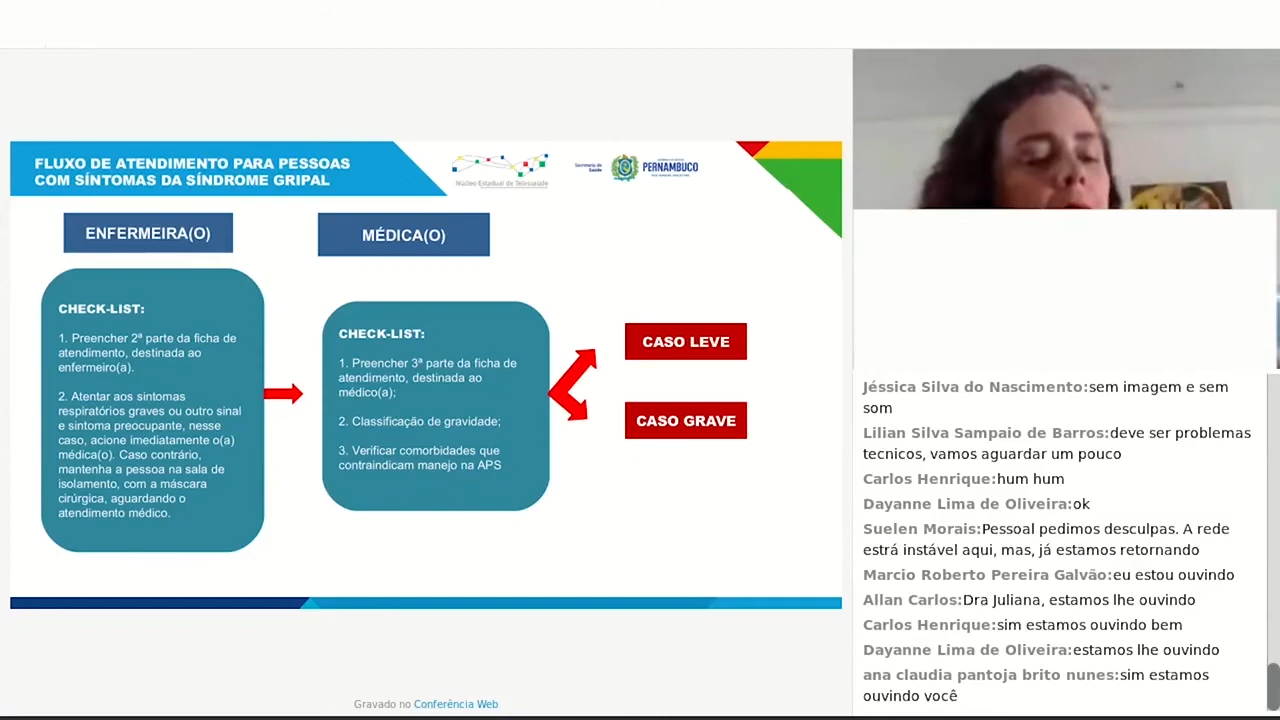 FLUXO DE ATENDIMENTO PARA PESSOAS
COM SÍNTOMAS DA SÍNDROME GRIPAL
Núcleo Estadual de Telessaúde
Secretaria de
Saúde
PERNAMBUCO
ENFERMEIRA(O)
CHECK-LIST:
1. Preencher 2ª parte da ficha de
atendimento, destinada ao
enfermeiro(a).
2. Atentar aos sintomas
respiratórios graves ou outro sinal
e sintoma preocupante, nesse
caso, acione imediatamente o(a)
médica(o). Caso contrário,
mantenha a pessoa na sala de
isolamento, com a máscara
cirúrgica, aguardando o
atendimento médico.
MÉDICA(O)
CHECK-LIST:
1. Preencher 3ª parte da ficha de
atendimento, destinada ao
médico(a);
2. Classificação de gravidade;
3. Verificar comorbidades que
contraindicam manejo na APS
CASO LEVE
CASO GRAVE
Gravado no Conferência Web
Jéssica Silva do Nascimento:sem imagem e sem
som
Lilian Silva Sampaio de Barros:deve ser problemas
tecnicos, vamos aguardar um pouco
Carlos Henrique:hum hum
Dayanne Lima de Oliveira:ok
Suelen Morais:Pessoal pedimos desculpas. A rede
estrá instável aqui, mas, já estamos retornando
Marcio Roberto Pereira Galvão:eu estou ouvindo
Allan Carlos:Dra Juliana, estamos lhe ouvindo
Carlos Henrique:sim estamos ouvindo bem
Dayanne Lima de Oliveira:estamos lhe ouvindo
ana claudia pantoja brito nunes:sim estamos
ouvindo você